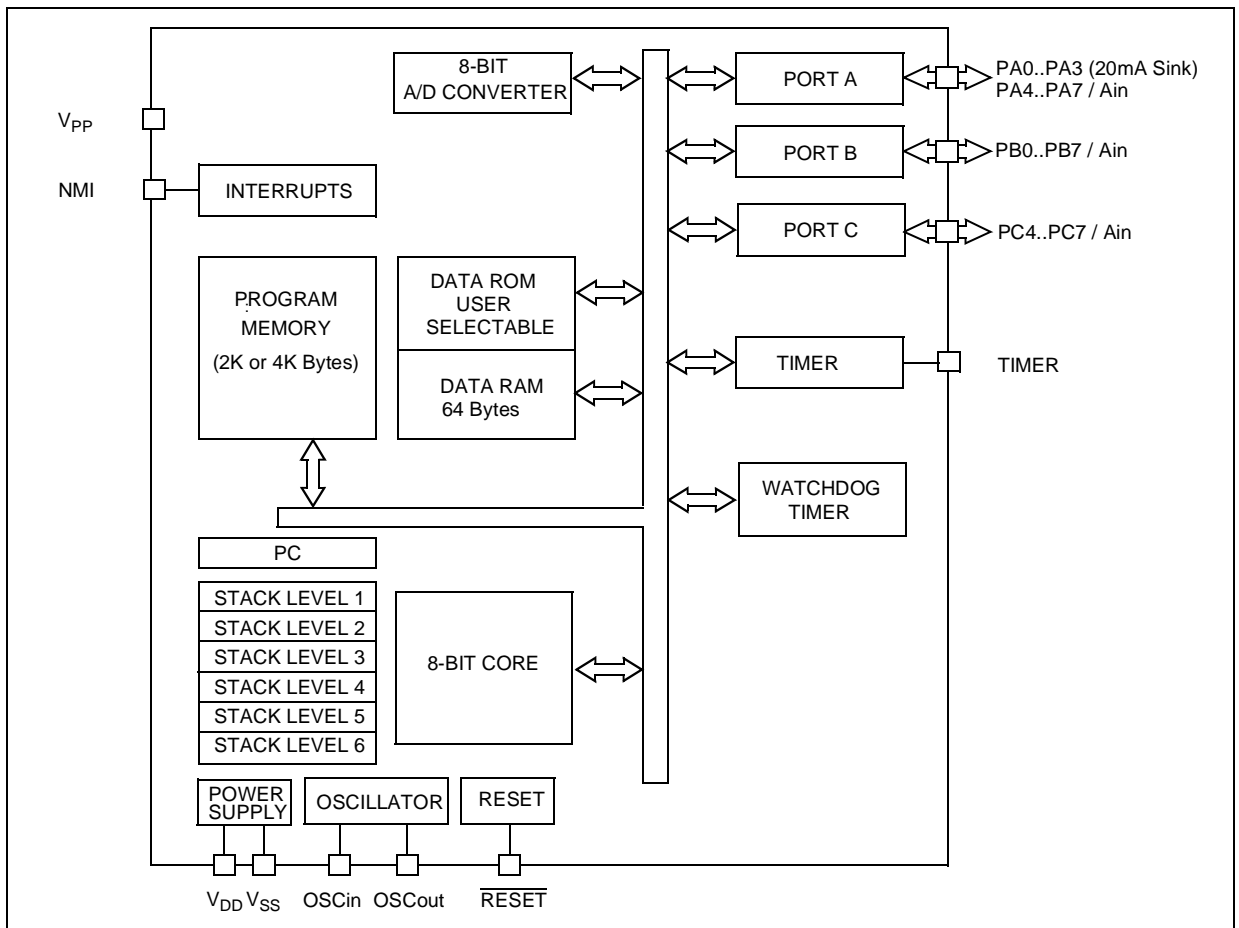 8-BIT
A/D CONVERTER
PORT A
PA0..PA3 (20mA Sink)
PA4..PA7 / Ain
VPP
PORT B
PB0..PB7 / Ain
NMI
INTERRUPTS
PORT C
PC4..PC7 / Ain
PROGRAM
MEMORY
(2K or 4K Bytes)
DATA ROM
USER
SELECTABLE
DATA RAM
64 Bytes
TIMER
TIMER
WATCHDOG
TIMER
PC
STACK LEVEL 1
STACK LEVEL 2
STACK LEVEL 3
STACK LEVEL 4
STACK LEVEL 5
STACK LEVEL 6
8-BIT CORE
POWER
SUPPLY
OSCILLATOR
RESET
VDD VSS OSCin OSCout RESET